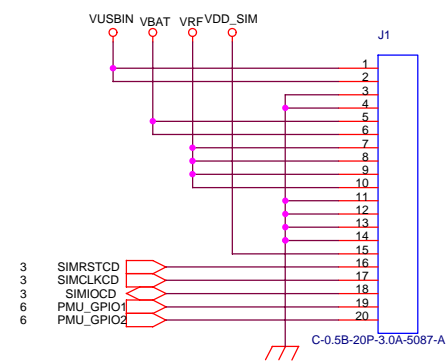 VUSBIN VBAT VRF VDD_SIM
J1
1
2
3
4
5
6
7
8
9
10
11
12
13
14
15
3 SIMRSTCD 16
3 SIMCLKCD 17
3 SIMIOCD 18
6 PMU_GPIO1 19
6 PMU_GPIO2 20
C-0.5B-20P-3.0A-5087-A